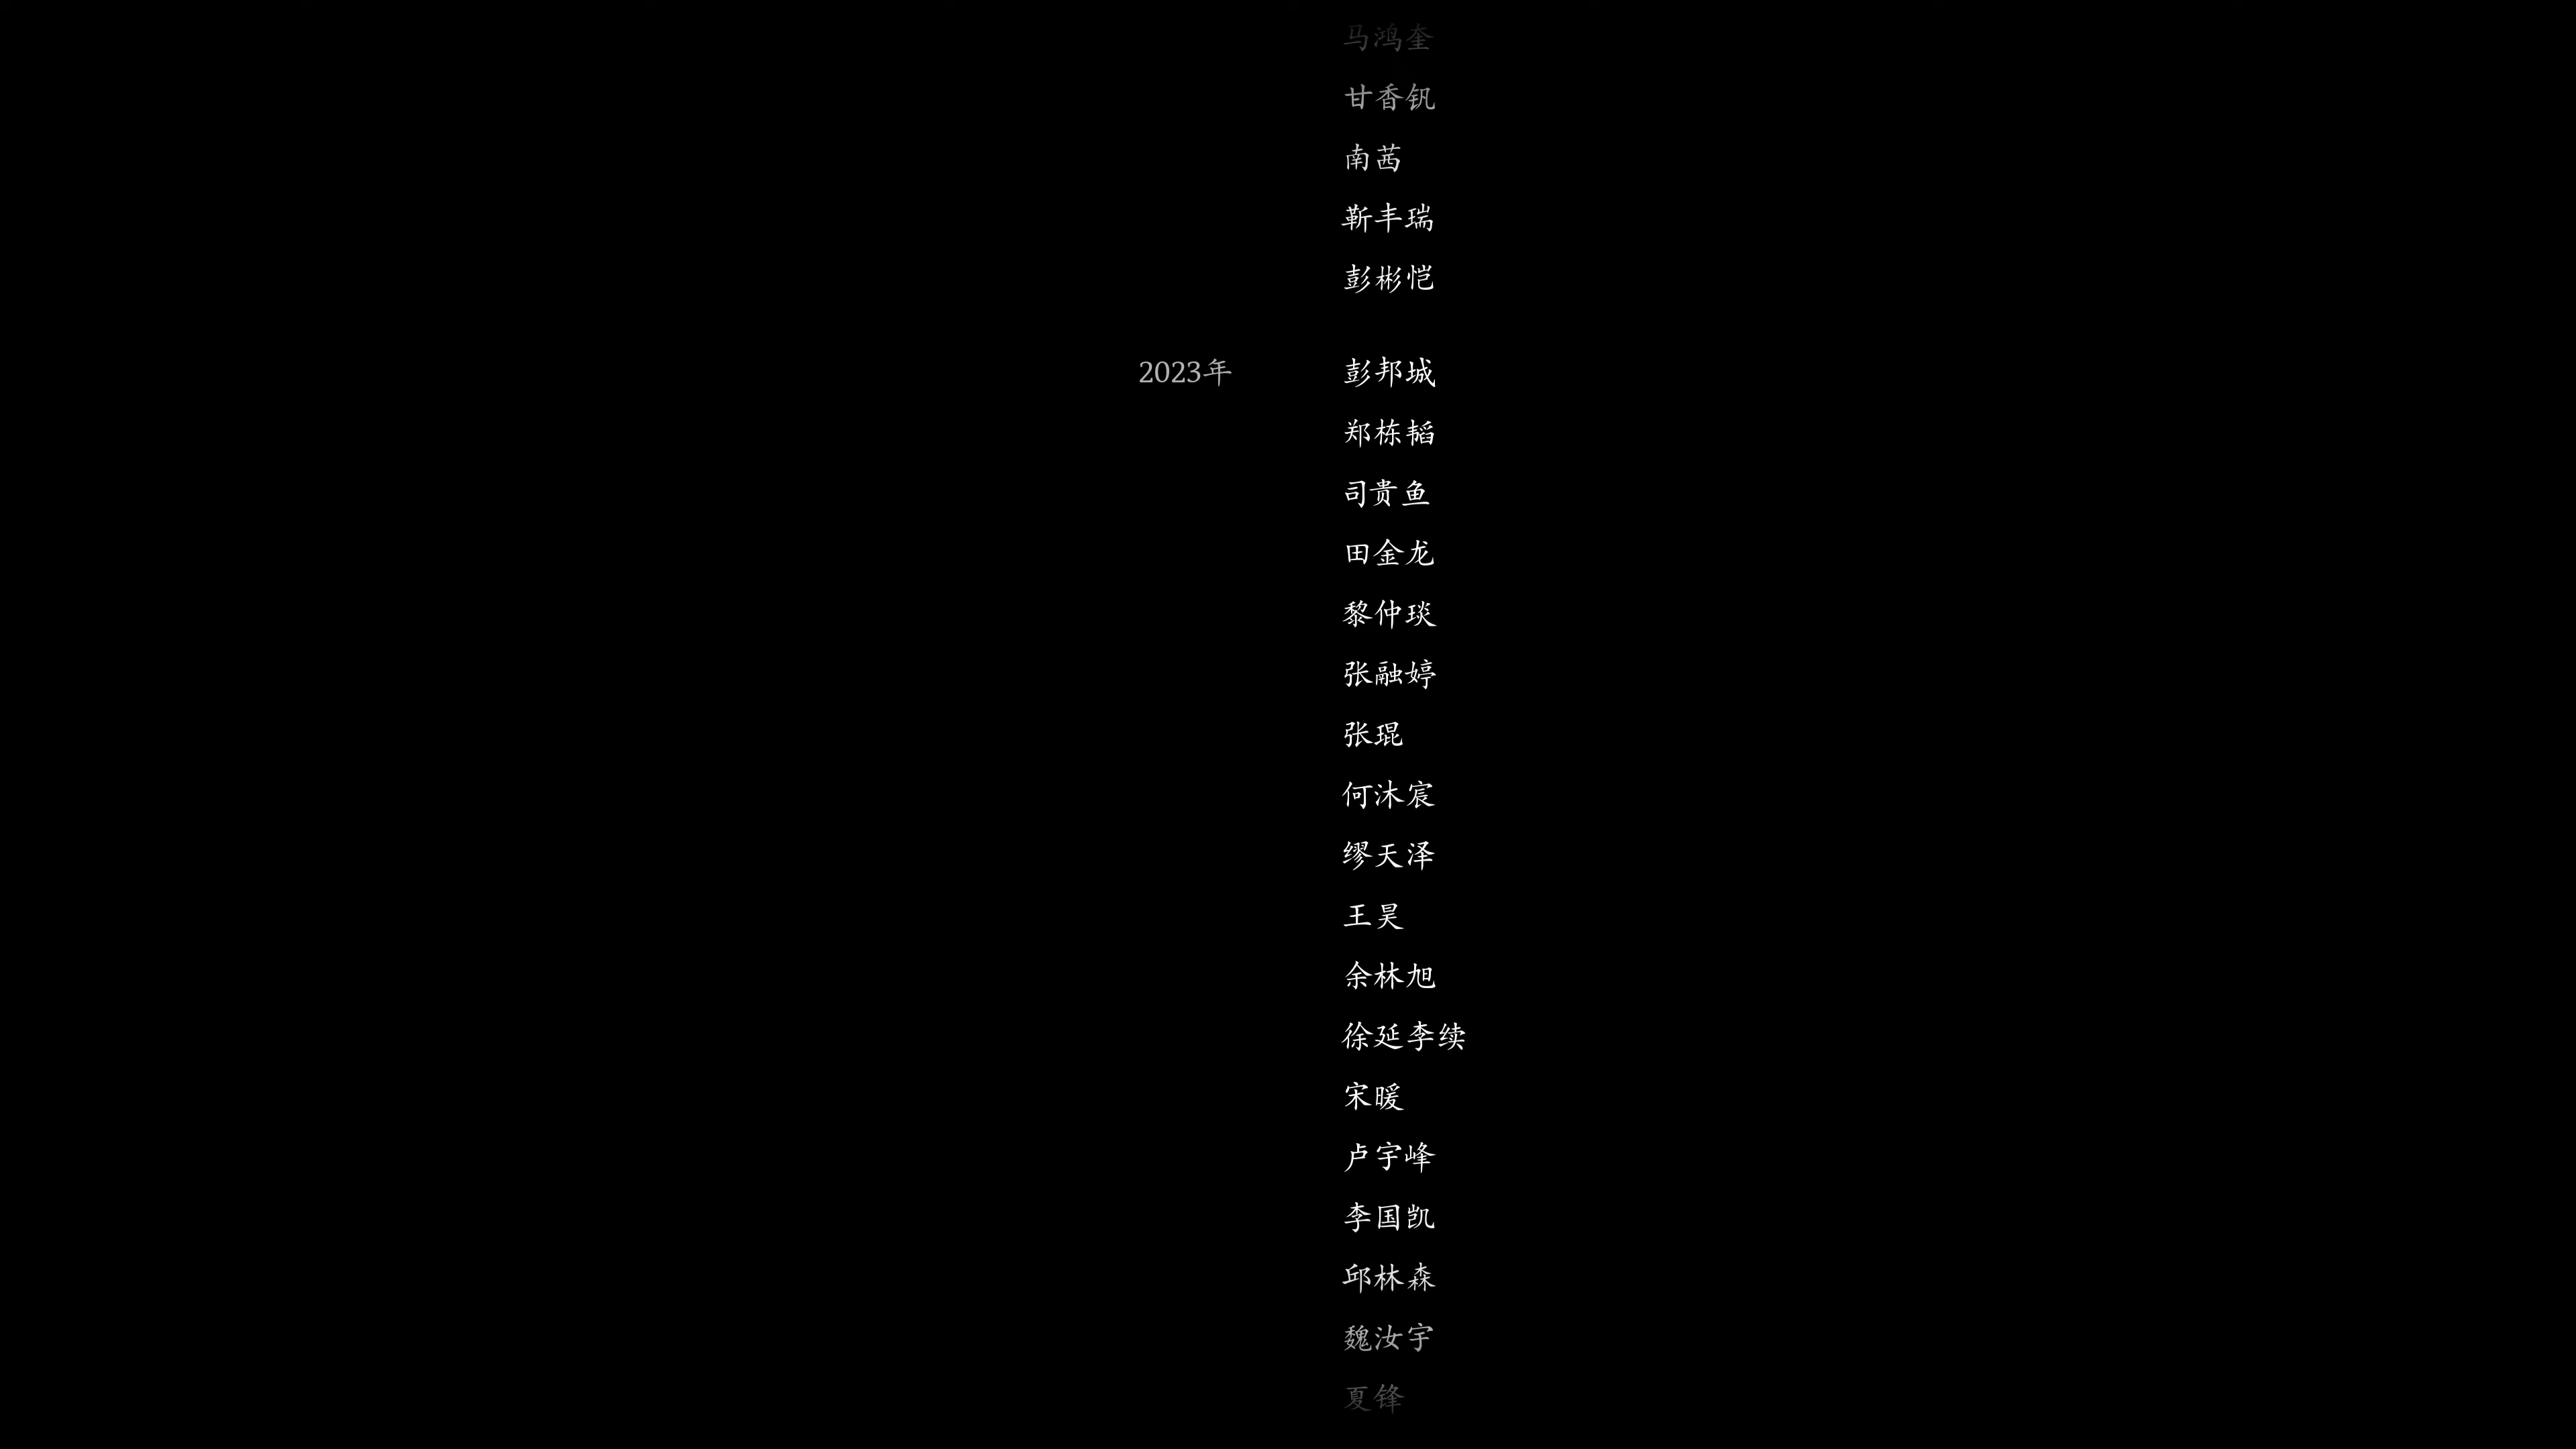 马鸿奎
甘香钒
南茜
靳丰瑞
彭彬恺
2023年 彭邦城
郑栋韬
司贵鱼
田金龙
黎仲琰
张融婷
张琨
何沐宸
缪天泽
王昊
余林旭
徐延李续
宋暖
卢宇峰
李国凯
邱林森
魏汝宇
夏锋